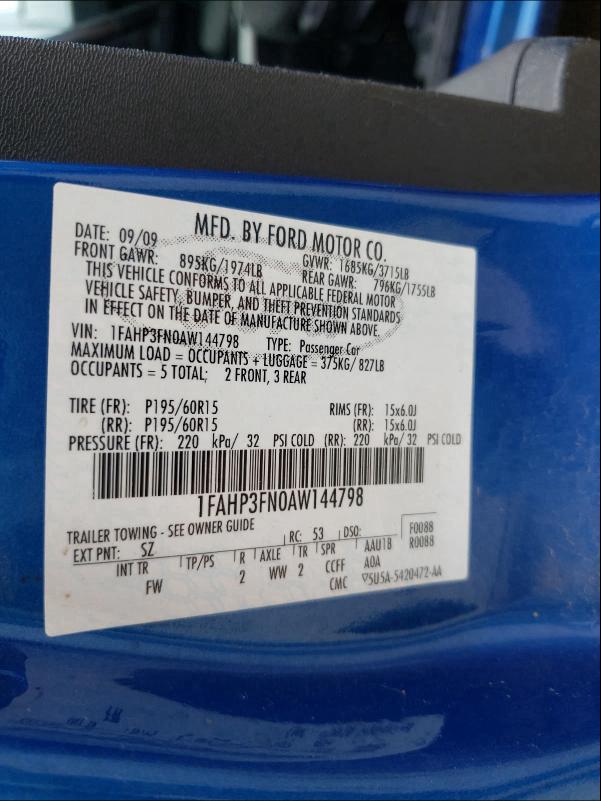 MFD. BY FORD MOTOR CO.
DATE: 09/09 GVWR: 1685KG/3715LB
FRONT GAWR: 895KG/1974LB REAR GAWR: 796KG/1755LB
THIS VEHICLE CONFORMS TO ALL APPLICABLE FEDERAL MOTOR
VEHICLE SAFETY, BUMPER, AND THEFT PREVENTION STANDARDS
IN EFFECT ON THE DATE OF MANUFACTURE SHOWN ABOVE.
VIN: 1FAHP3FN0AW144798 TYPE: Passenger Car
MAXIMUM LOAD = OCCUPANTS + LUGGAGE = 375KG/ 827LB
OCCUPANTS = 5 TOTAL; 2 FRONT, 3 REAR
TIRE (FR): P195/60R15 RIMS (FR): 15x6.0J
(RR): P195/60R15 (RR): 15x6.0J
PRESSURE (FR): 220 kPa/ 32 PSI COLD (RR): 220 kPa/ 32 PSI COLD
1FAHP3FN0AW144798
TRAILER TOWING - SEE OWNER GUIDE F0088
EXT PNT: SZ RC: 53 DSO: R0088
INT TR TP/PS R AXLE TR SPR AAU1B
FW 2 WW 2 CCFF A0A
CMC ▽5U5A-5420472-AA